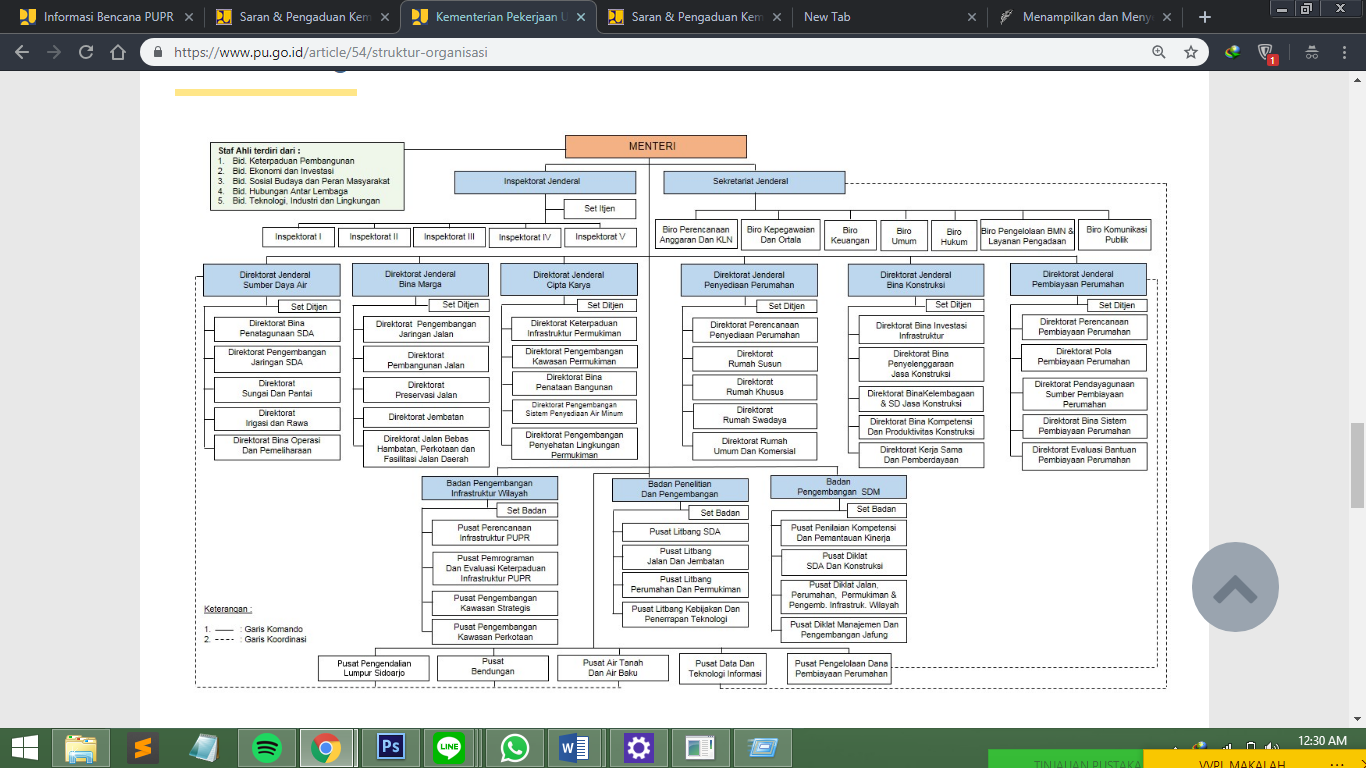 Informasi Bencana PUPR
Saran & Pengaduan Kem
Kementerian Pekerjaan U
Saran & Pengaduan Kem
New Tab
Menampilkan dan Meny
https://www.pu.go.id/article/54/struktur-organisasi
1
MENTERI
Staf Ahli terdiri dari :
1. Bid. Keterpaduan Pembangunan
2. Bid. Ekonomi dan Investasi
3. Bid. Sosial Budaya dan Peran Masyarakat
4. Bid. Hubungan Antar Lembaga
5. Bid. Teknologi, Industri dan Lingkungan
Inspektorat Jenderal
Sekretariat Jenderal
Set Itjen
Inspektorat I
Inspektorat II
Inspektorat III
Inspektorat IV
Inspektorat V
Biro Perencanaan
Anggaran Dan KLN
Biro Kepegawaian
Dan Ortala
Biro
Keuangan
Biro
Umum
Biro
Hukum
Biro Pengelolaan BMN &
Layanan Pengadaan
Biro Komunikasi
Publik
Direktorat Jenderal
Sumber Daya Air
Set Ditjen
Direktorat Bina
Penatagunaan SDA
Direktorat Pengembangan
Jaringan SDA
Direktorat
Sungai Dan Pantai
Direktorat
Irigasi dan Rawa
Direktorat Bina Operasi
Dan Pemeliharaan
Direktorat Jenderal
Bina Marga
Set Ditjen
Direktorat Pengembangan
Jaringan Jalan
Direktorat
Pembangunan Jalan
Direktorat
Preservasi Jalan
Direktorat Jembatan
Direktorat Jalan Bebas
Hambatan, Perkotaan dan
Fasilitasi Jalan Daerah
Direktorat Jenderal
Cipta Karya
Set Ditjen
Direktorat Keterpaduan
Infrastruktur Permukiman
Direktorat Pengembangan
Kawasan Permukiman
Direktorat Bina
Penataan Bangunan
Direktorat Pengembangan
Sistem Penyediaan Air Minum
Direktorat Pengembangan
Penyehatan Lingkungan
Permukiman
Direktorat Jenderal
Penyediaan Perumahan
Set Ditjen
Direktorat Perencanaan
Penyediaan Perumahan
Direktorat
Rumah Susun
Direktorat
Rumah Khusus
Direktorat
Rumah Swadaya
Direktorat Rumah
Umum Dan Komersial
Direktorat Jenderal
Bina Konstruksi
Set Ditjen
Direktorat Bina Investasi
Infrastruktur
Direktorat Bina
Penyelenggaraan
Jasa Konstruksi
Direktorat BinaKelembagaan
& SD Jasa Konstruksi
Direktorat Bina Kompetensi
Dan Produktivitas Konstruksi
Direktorat Kerja Sama
Dan Pemberdayaan
Direktorat Jenderal
Pembiayaan Perumahan
Set Ditjen
Direktorat Perencanaan
Pembiayaan Perumahan
Direktorat Pola
Pembiayaan Perumahan
Direktorat Pendayagunaan
Sumber Pembiayaan
Perumahan
Direktorat Bina Sistem
Pembiayaan Perumahan
Direktorat Evaluasi Bantuan
Pembiayaan Perumahan
Badan Pengembangan
Infrastruktur Wilayah
Set Badan
Pusat Perencanaan
Infrastruktur PUPR
Pusat Pemrograman
Dan Evaluasi Keterpaduan
Infrastruktur PUPR
Pusat Pengembangan
Kawasan Strategis
Pusat Pengembangan
Kawasan Perkotaan
Badan Penelitian
Dan Pengembangan
Set Badan
Pusat Litbang SDA
Pusat Litbang
Jalan Dan Jembatan
Pusat Litbang
Perumahan Dan Permukiman
Pusat Litbang Kebijakan Dan
Penerrapan Teknologi
Badan
Pengembangan SDM
Set Badan
Pusat Penilaian Kompetensi
Dan Pemantauan Kinerja
Pusat Diklat
SDA Dan Konstruksi
Pusat Diklat Jalan,
Perumahan, Permukiman &
Pengemb. Infrastruk. Wilayah
Pusat Diklat Manajemen Dan
Pengembangan Jafung
Keterangan :
1. —— : Garis Komando
2. ---- : Garis Koordinasi
Pusat Pengendalian
Lumpur Sidoarjo
Pusat
Bendungan
Pusat Air Tanah
Dan Air Baku
Pusat Data Dan
Teknologi Informasi
Pusat Pengelolaan Dana
Pembiayaan Perumahan
Ps
LINE
W
12:30 AM
TINJAUAN PUSTAKA
VVPL MAKALAH
...